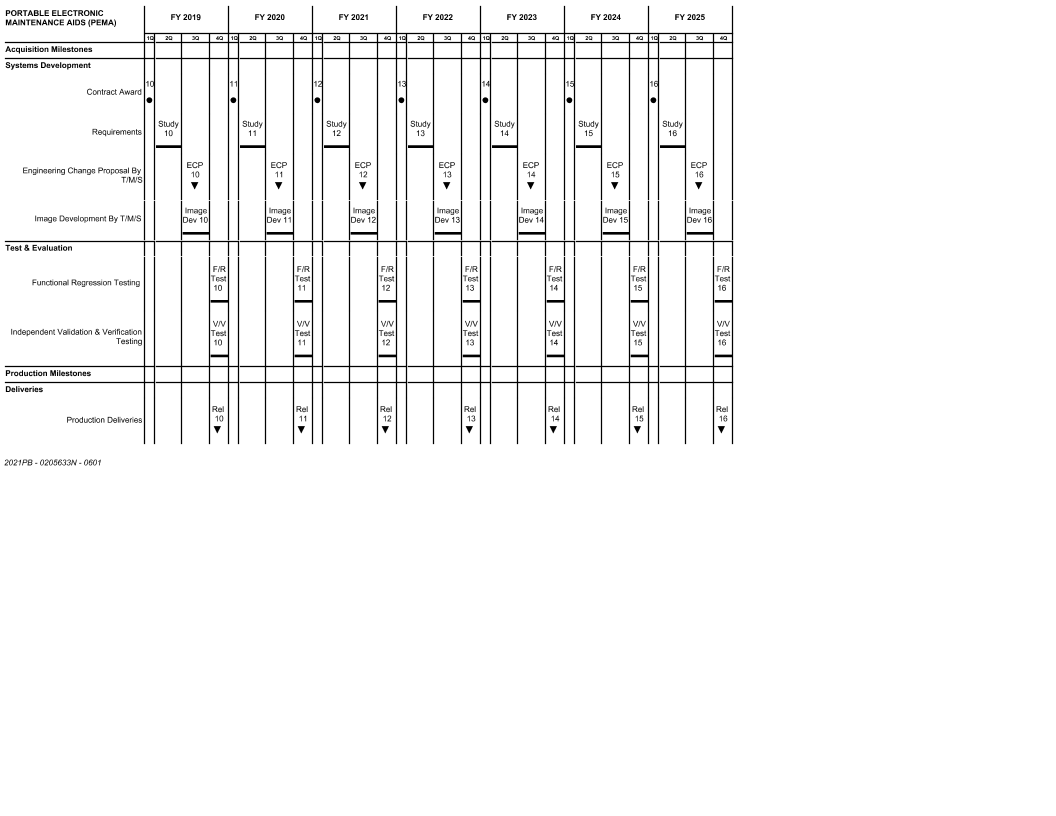 PORTABLE ELECTRONIC
MAINTENANCE AIDS (PEMA)
FY 2019 FY 2020 FY 2021 FY 2022 FY 2023 FY 2024 FY 2025
1Q 2Q 3Q 4Q 1Q 2Q 3Q 4Q 1Q 2Q 3Q 4Q 1Q 2Q 3Q 4Q 1Q 2Q 3Q 4Q 1Q 2Q 3Q 4Q 1Q 2Q 3Q 4Q
Acquisition Milestones
Systems Development
10 11 12 13 14 15 16
Contract Award
Study Study Study Study Study Study Study
Requirements
10 11 12 13 14 15 16
ECP ECP ECP ECP ECP ECP ECP
Engineering Change Proposal By
10 11 12 13 14 15 16
T/M/S
Image Image Image Image Image Image Image
Image Development By T/M/S
Dev 10 Dev 11 Dev 12 Dev 13 Dev 14 Dev 15 Dev 16
Test & Evaluation
F/R F/R F/R F/R F/R F/R F/R
Functional Regression Testing
Test Test Test Test Test Test Test
10 11 12 13 14 15 16
V/V V/V V/V V/V V/V V/V V/V
Independent Validation & Verification
Test Test Test Test Test Test Test
Testing
10 11 12 13 14 15 16
Production Milestones
Deliveries
Rel Rel Rel Rel Rel Rel Rel
Production Deliveries
10 11 12 13 14 15 16
2021PB - 0205633N - 0601